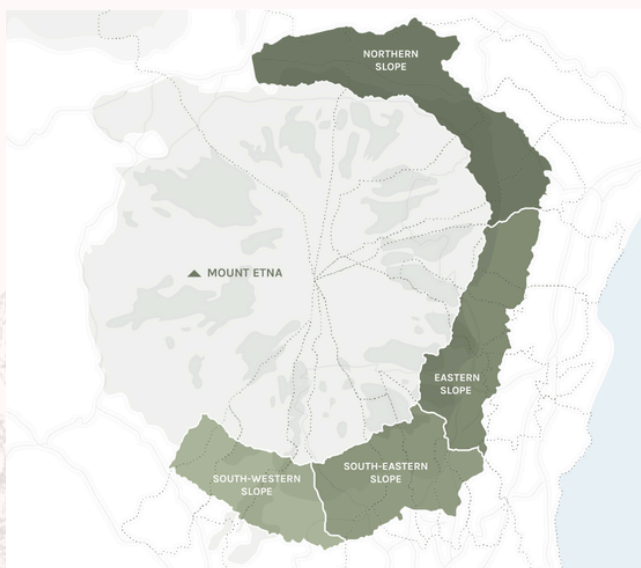 NORTHERN
SLOPE
MOUNT ETNA
EASTERN
SLOPE
SOUTH-EASTERN
SLOPE
SOUTH-WESTERN
SLOPE